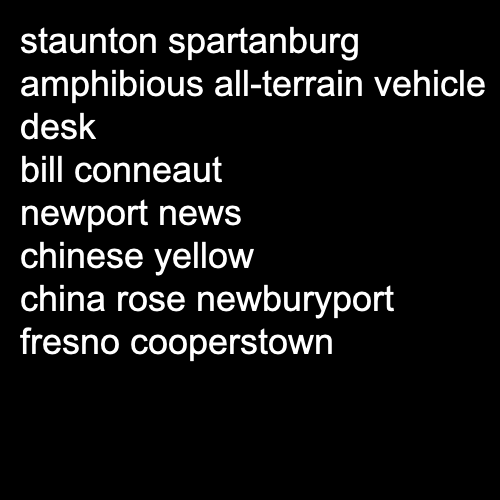 staunton spartanburg
amphibious all-terrain vehicle
desk
bill conneaut
newport news
chinese yellow
china rose newburyport
fresno cooperstown